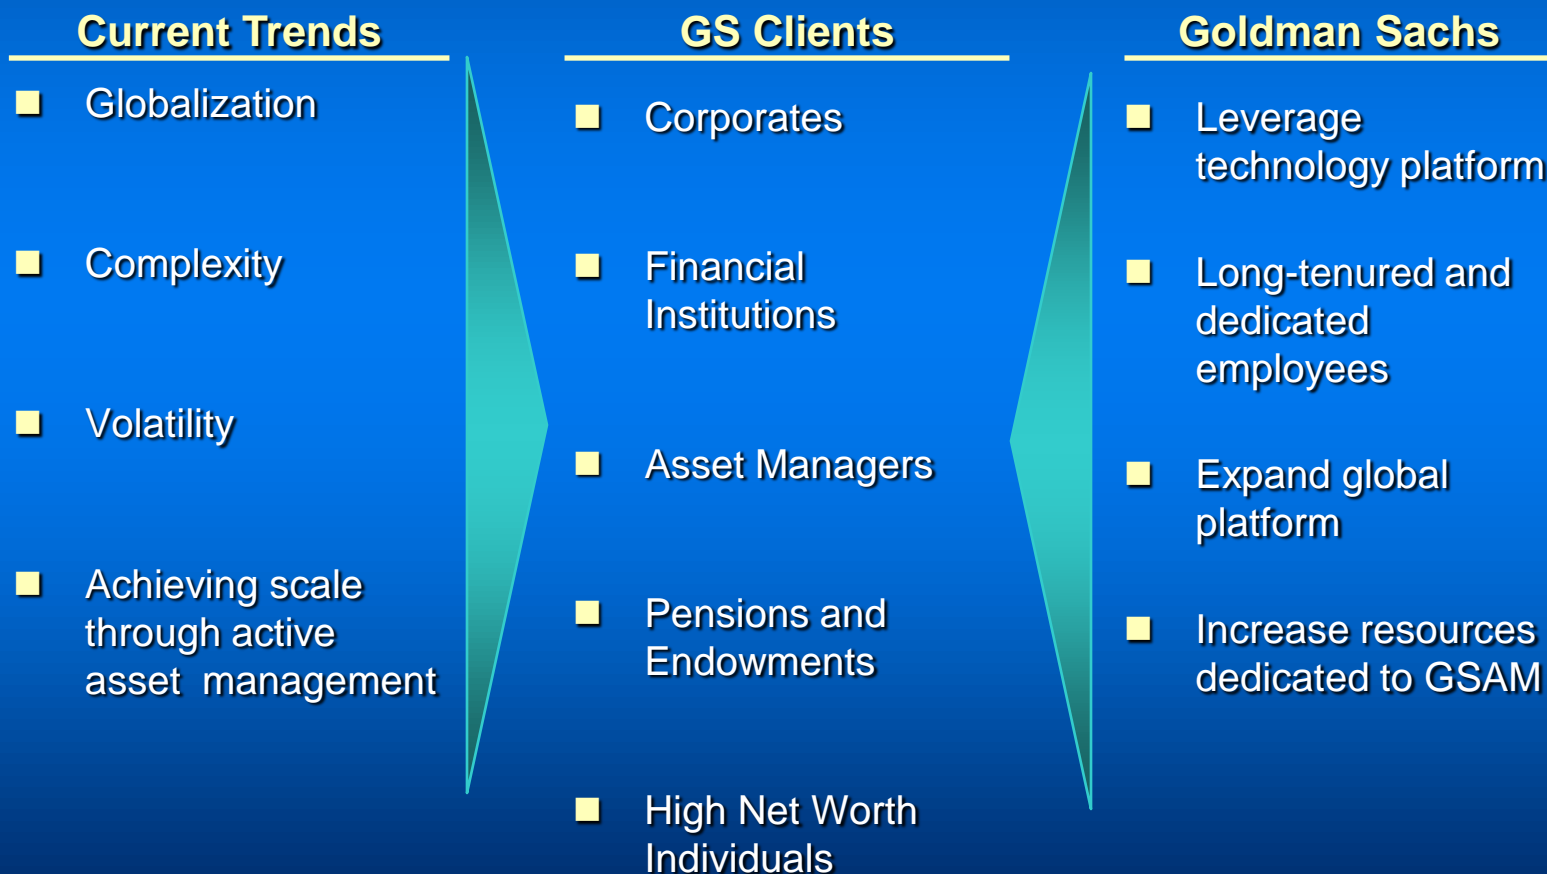 Current Trends
Globalization
Complexity
Volatility
Achieving scale
through active
asset  management
GS Clients
Corporates
Financial
Institutions
Asset Managers
Pensions and
Endowments
High Net Worth
Individuals
Goldman Sachs
Leverage
technology platform
Long-tenured and
dedicated
employees
Expand global
platform
Increase resources
dedicated to GSAM